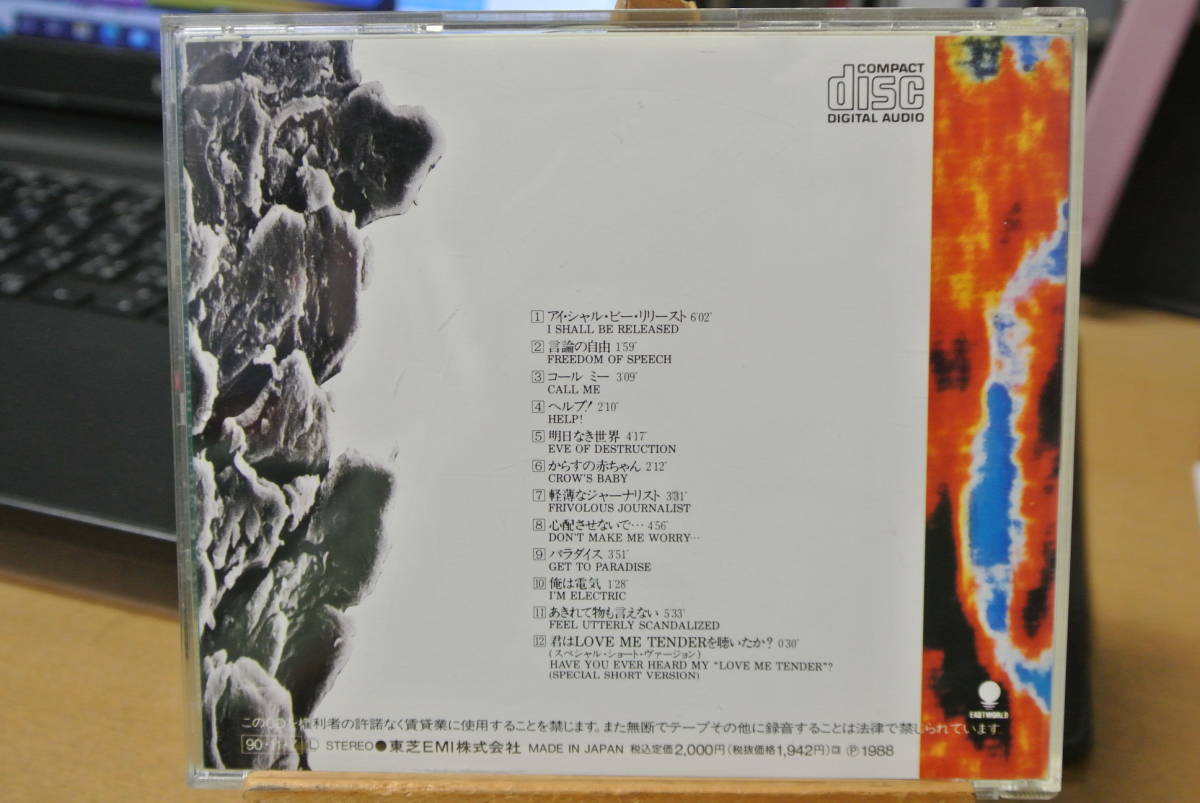 COMPACT
disc
DIGITAL AUDIO
1 アイ・シャル・ビー・リリースト 6'02"
I SHALL BE RELEASED
2 言論の自由 1'59"
FREEDOM OF SPEECH
3 コール ミー 3'09"
CALL ME
4 ヘルプ! 2'10"
HELP!
5 明日なき世界 4'17"
EVE OF DESTRUCTION
6 からすの赤ちゃん 2'12"
CROW'S BABY
7 軽薄なジャーナリスト 3'31"
FRIVOLOUS JOURNALIST
8 心配させないで… 4'56"
DON'T MAKE ME WORRY…
9 パラダイス 3'51"
GET TO PARADISE
10 俺は電気 1'28"
I'M ELECTRIC
11 あきれて物も言えない 5'33"
FEEL UTTERLY SCANDALIZED
12 君はLOVE ME TENDERを聴いたか? 0'30"
(スペシャル・ショート・ヴァージョン)
HAVE YOU EVER HEARD MY "LOVE ME TENDER"?
(SPECIAL SHORT VERSION)
EASTWORLD
このCDを権利者の許諾なく賃貸業に使用することを禁じます。また無断でテープその他に録音することは法律で禁じられています。
STEREO●東芝EMI株式会社 MADE IN JAPAN 税込定価2,000円(税抜価格1,942円) ℗1988